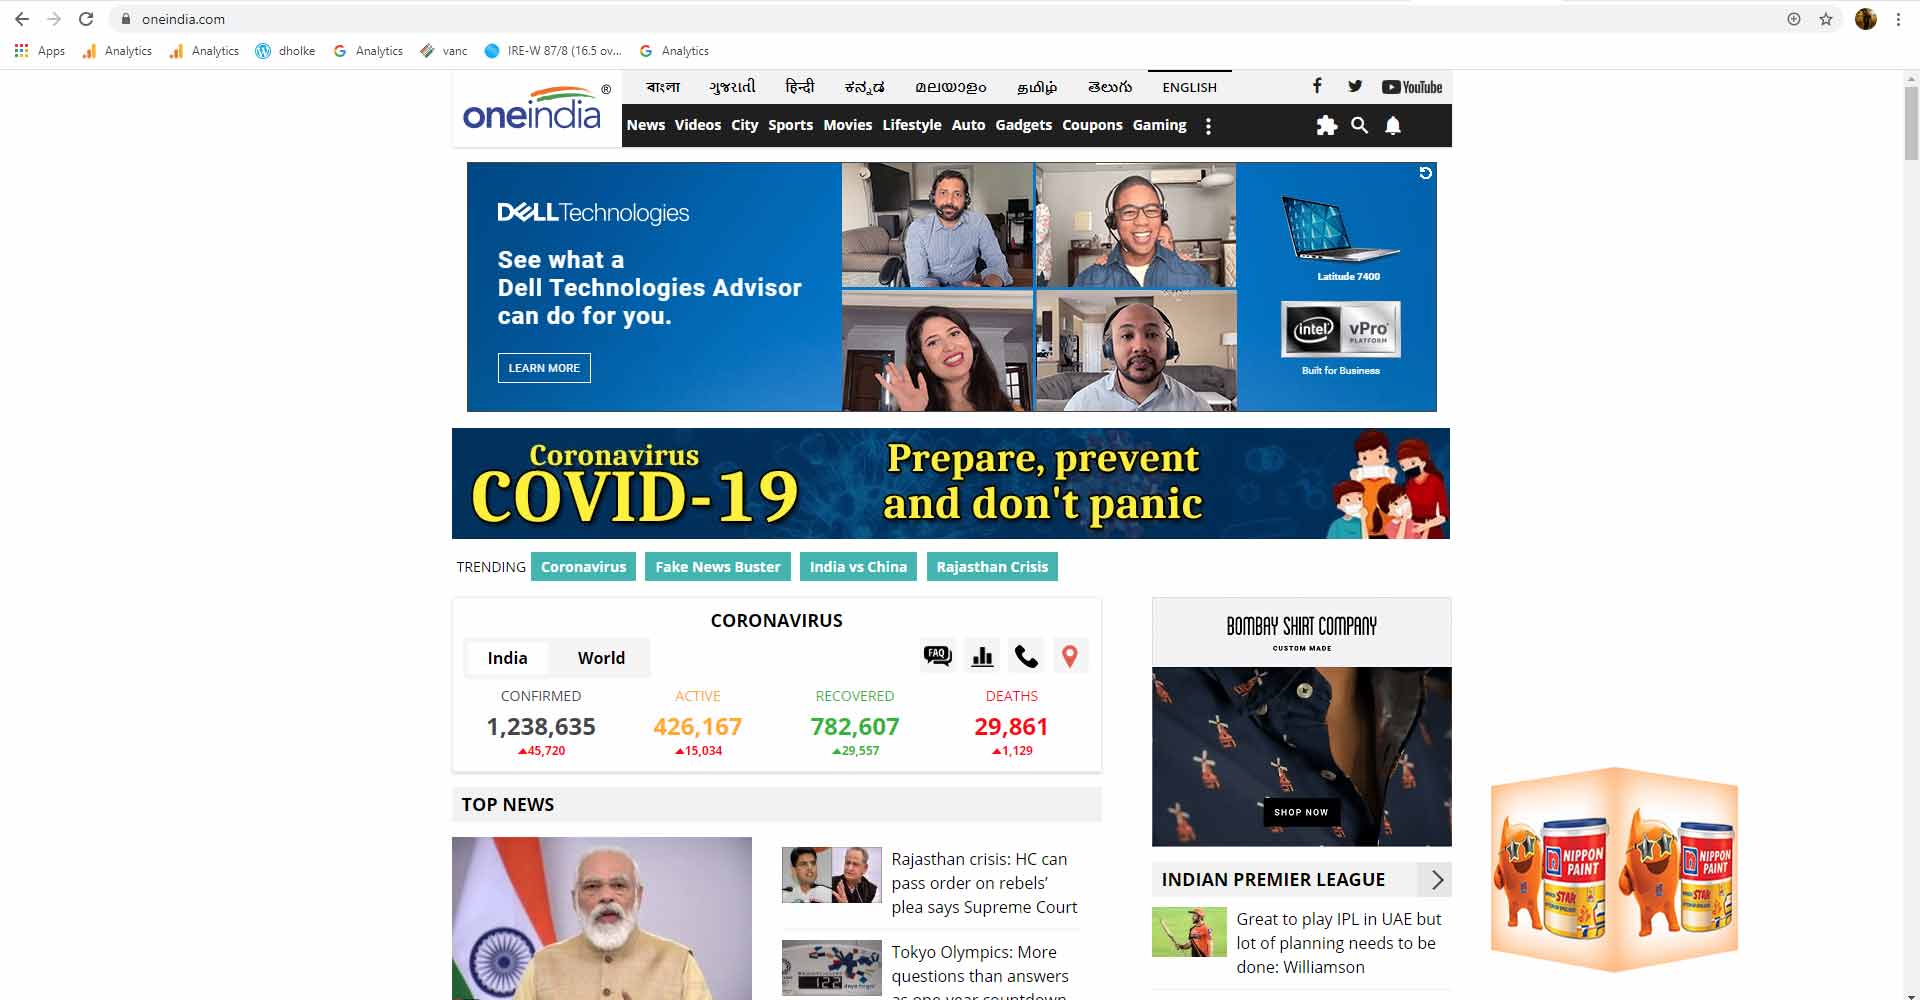 oneindia.com
Apps Analytics Analytics dholke Analytics vanc IRE-W 87/8 (16.5 ov... Analytics
oneindia®
বাংলা ગુજરાતી हिन्दी ಕನ್ನಡ മലയാളം தமிழ் తెలుగు ENGLISH YouTube
News Videos City Sports Movies Lifestyle Auto Gadgets Coupons Gaming
DELL Technologies
See what a
Dell Technologies Advisor
can do for you.
LEARN MORE
Latitude 7400
intel vPro PLATFORM
Built for Business
Coronavirus
COVID-19
Prepare, prevent
and don't panic
TRENDING Coronavirus Fake News Buster India vs China Rajasthan Crisis
CORONAVIRUS
India World FAQ
CONFIRMED ACTIVE RECOVERED DEATHS
1,238,635 426,167 782,607 29,861
45,720 15,034 29,557 1,129
BOMBAY SHIRT COMPANY
CUSTOM MADE
SHOP NOW
TOP NEWS
Rajasthan crisis: HC can
pass order on rebels'
plea says Supreme Court
Tokyo Olympics: More
questions than answers
as one-year countdown
122
INDIAN PREMIER LEAGUE
Great to play IPL in UAE but
lot of planning needs to be
done: Williamson
NIPPON PAINT
STAR
NIPPON PAINT
STAR